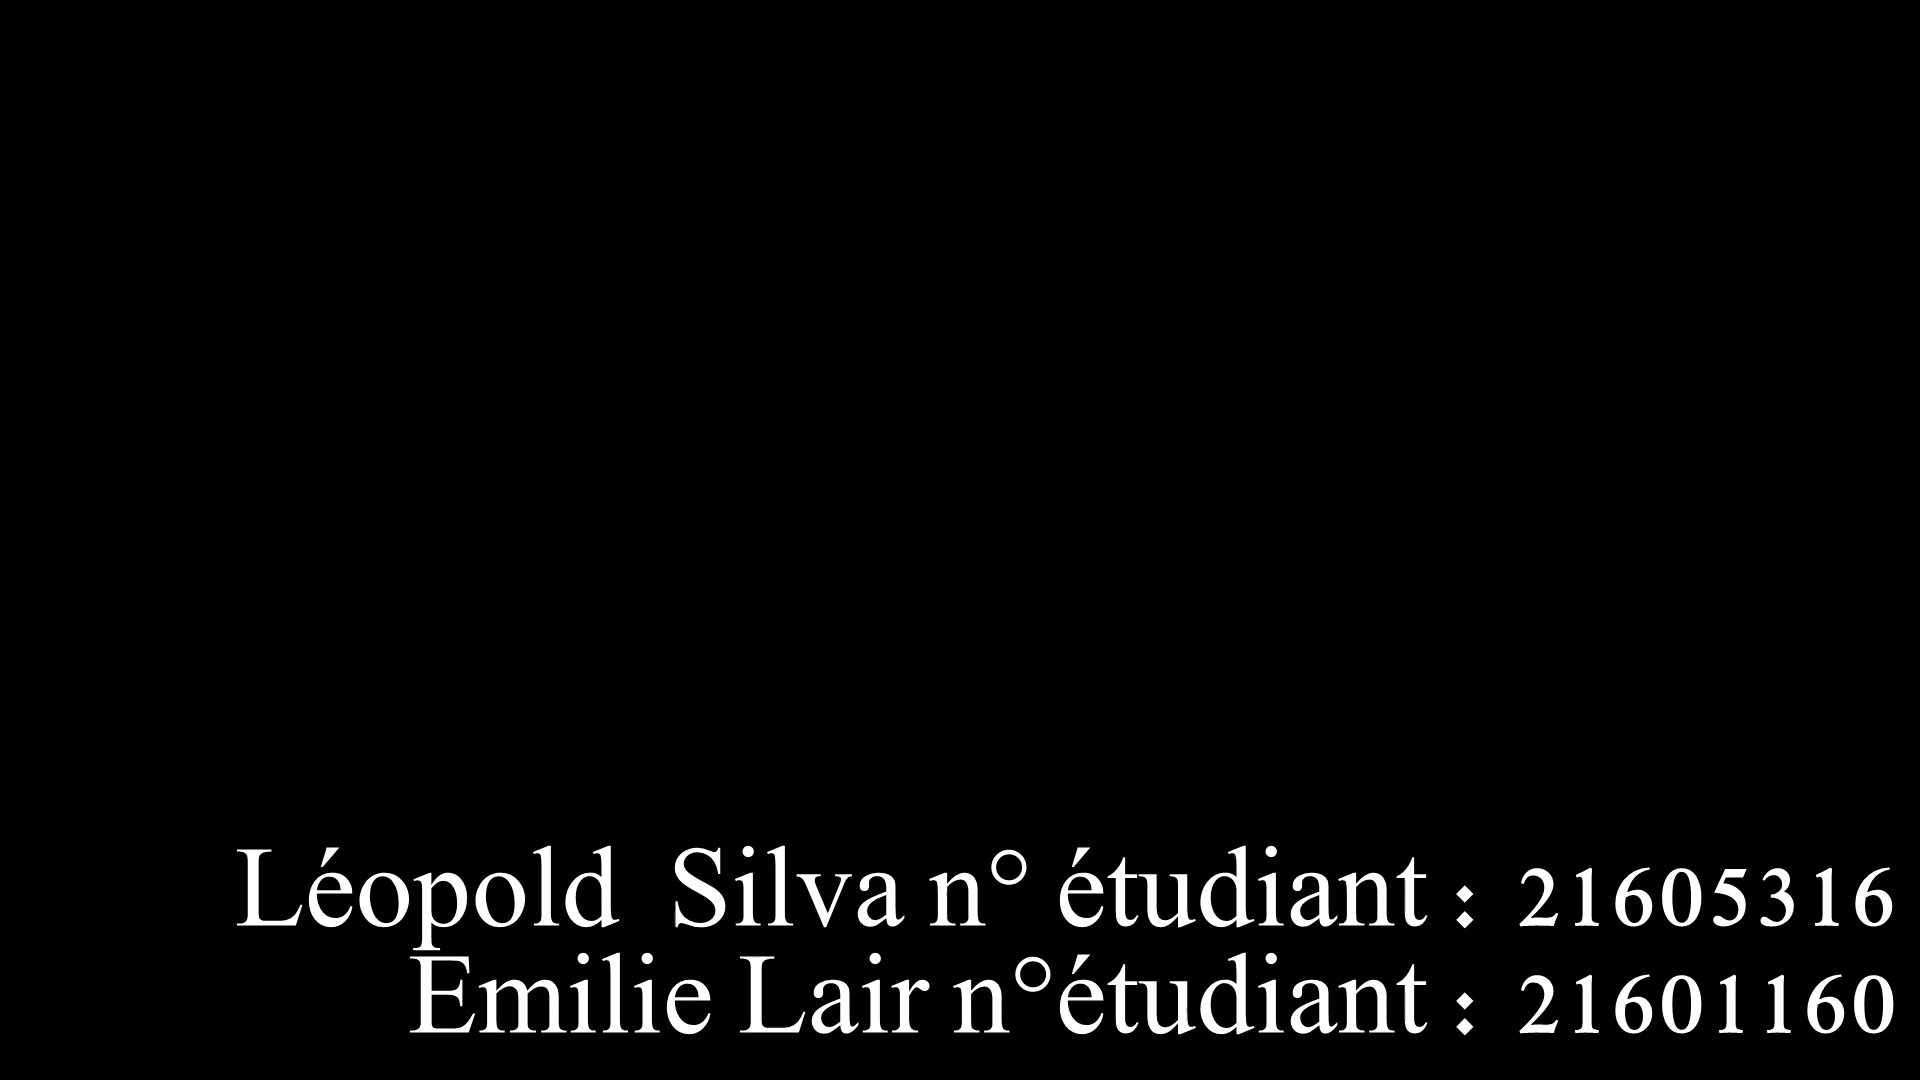 Léopold  Silva n° étudiant : 21605316
Emilie Lair n°étudiant : 21601160